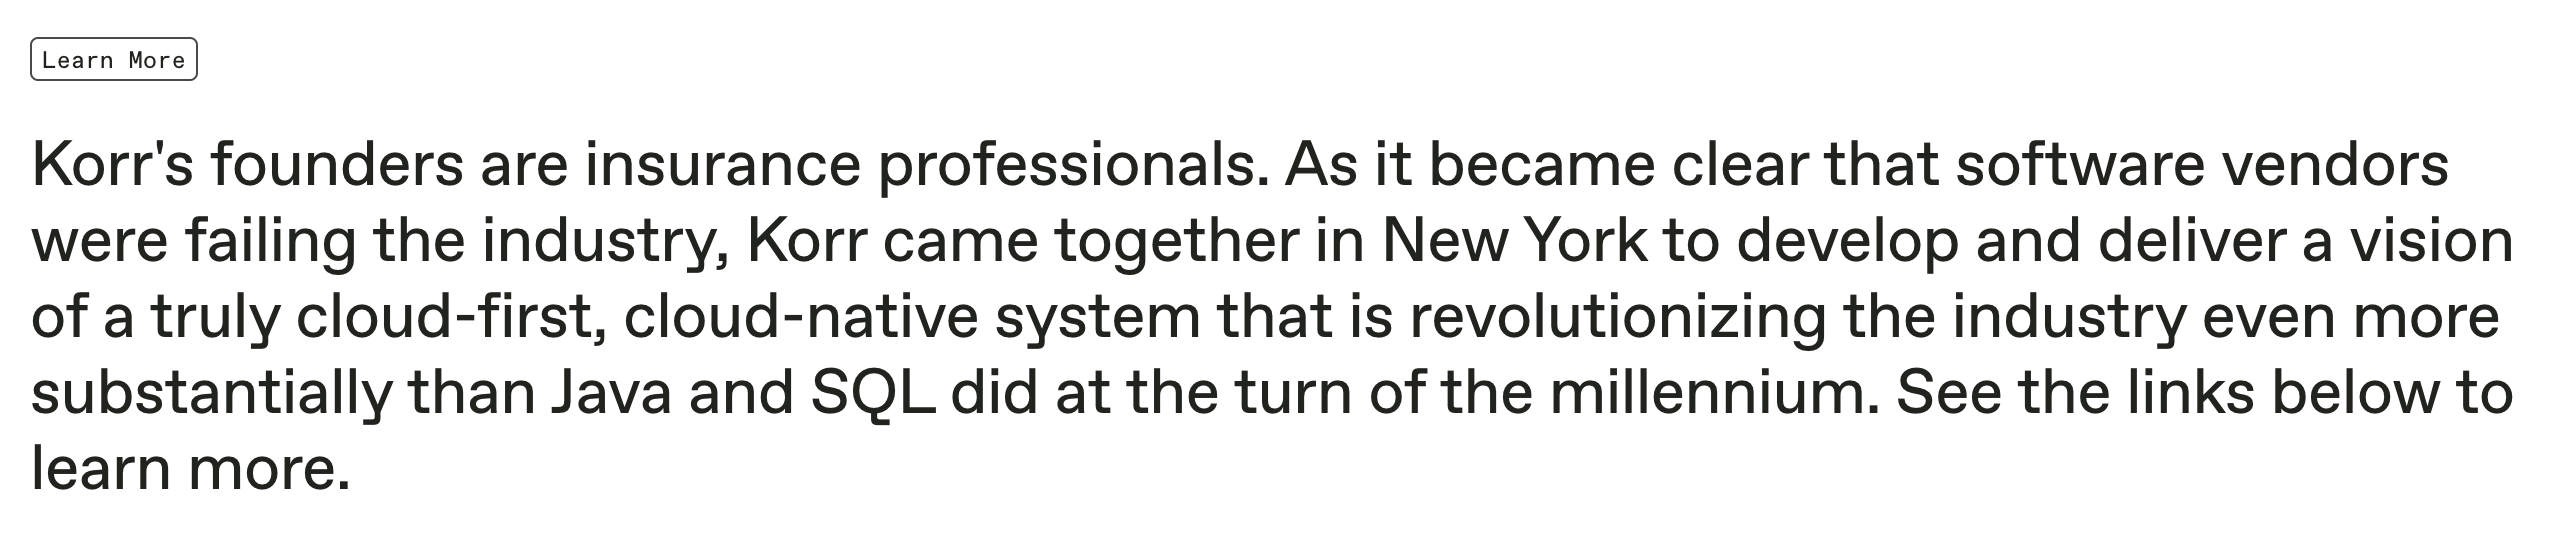 Learn More
Korr's founders are insurance professionals. As it became clear that software vendors
were failing the industry, Korr came together in New York to develop and deliver a vision
of a truly cloud-first, cloud-native system that is revolutionizing the industry even more
substantially than Java and SQL did at the turn of the millennium. See the links below to
learn more.